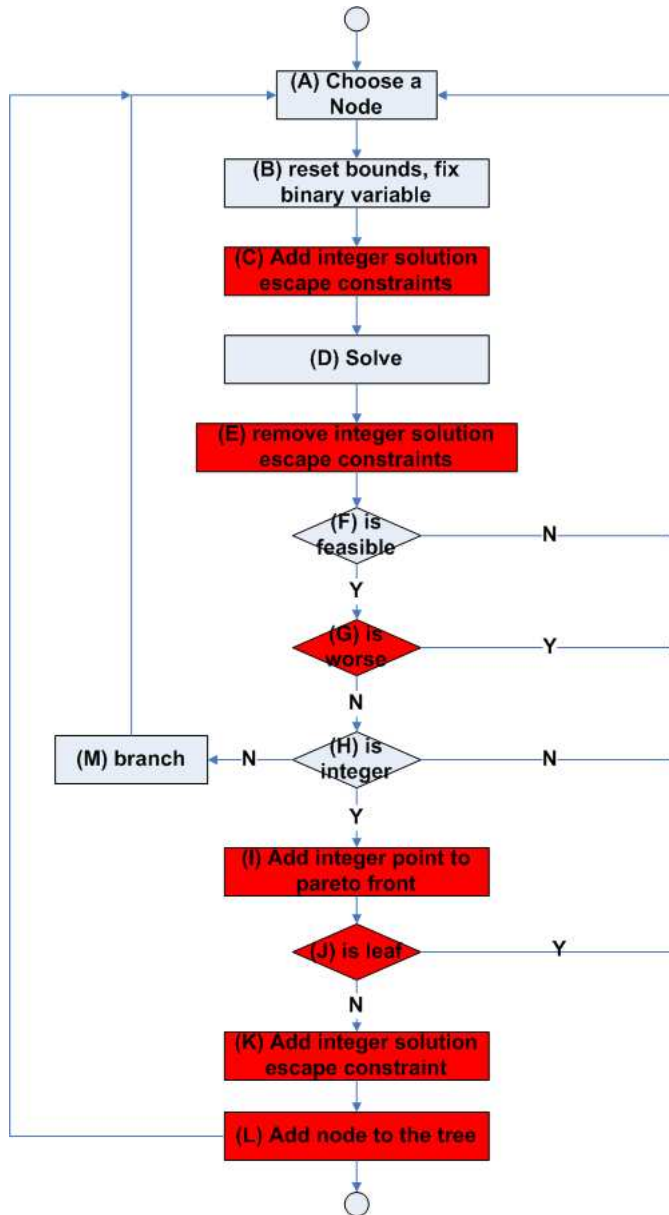 (A) Choose a
Node
(B) reset bounds, fix
binary variable
(C) Add integer solution
escape constraints
(D) Solve
(E) remove integer solution
escape constraints
(F) is
feasible
N
Y
(G) is
worse
Y
N
(M) branch
N
(H) is
integer
N
Y
(I) Add integer point to
pareto front
(J) is leaf
Y
N
(K) Add integer solution
escape constraint
(L) Add node to the tree